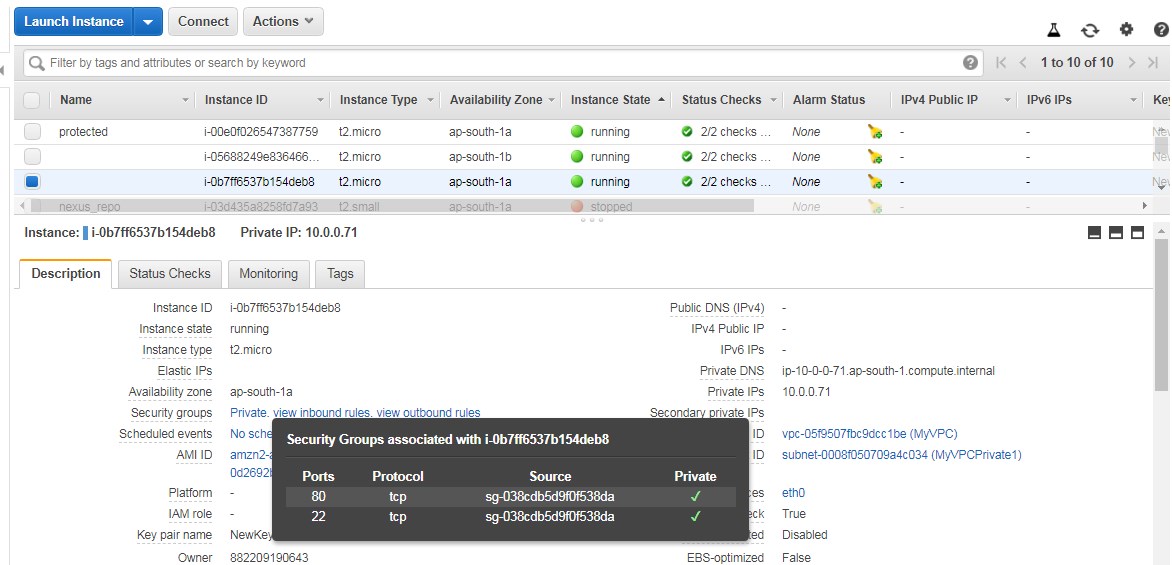 Launch Instance Connect Actions
Filter by tags and attributes or search by keyword 1 to 10 of 10
Name Instance ID Instance Type Availability Zone Instance State Status Checks Alarm Status IPv4 Public IP IPv6 IPs Key
protected i-00e0f026547387759 t2.micro ap-south-1a running 2/2 checks ... None - - New
i-05688249e836466... t2.micro ap-south-1b running 2/2 checks ... None - - New
i-0b7ff6537b154deb8 t2.micro ap-south-1a running 2/2 checks ... None - - New
nexus_repo i-03d435a8258fd7a93 t2.small ap-south-1a stopped None - - New
Instance: i-0b7ff6537b154deb8 Private IP: 10.0.0.71
Description Status Checks Monitoring Tags
Instance ID i-0b7ff6537b154deb8 Public DNS (IPv4) -
Instance state running IPv4 Public IP -
Instance type t2.micro IPv6 IPs -
Elastic IPs Private DNS ip-10-0-0-71.ap-south-1.compute.internal
Availability zone ap-south-1a Private IPs 10.0.0.71
Security groups Private. view inbound rules. view outbound rules Secondary private IPs
Scheduled events No sche ID vpc-05f9507fbc9dcc1be (MyVPC)
AMI ID amzn2-a ID subnet-0008f050709a4c034 (MyVPCPrivate1)
0d2692b
Platform - ces eth0
IAM role - eck True
Key pair name NewKey ted Disabled
Owner 882209190643 EBS-optimized False
Security Groups associated with i-0b7ff6537b154deb8
Ports Protocol Source Private
80 tcp sg-038cdb5d9f0f538da ✓
22 tcp sg-038cdb5d9f0f538da ✓